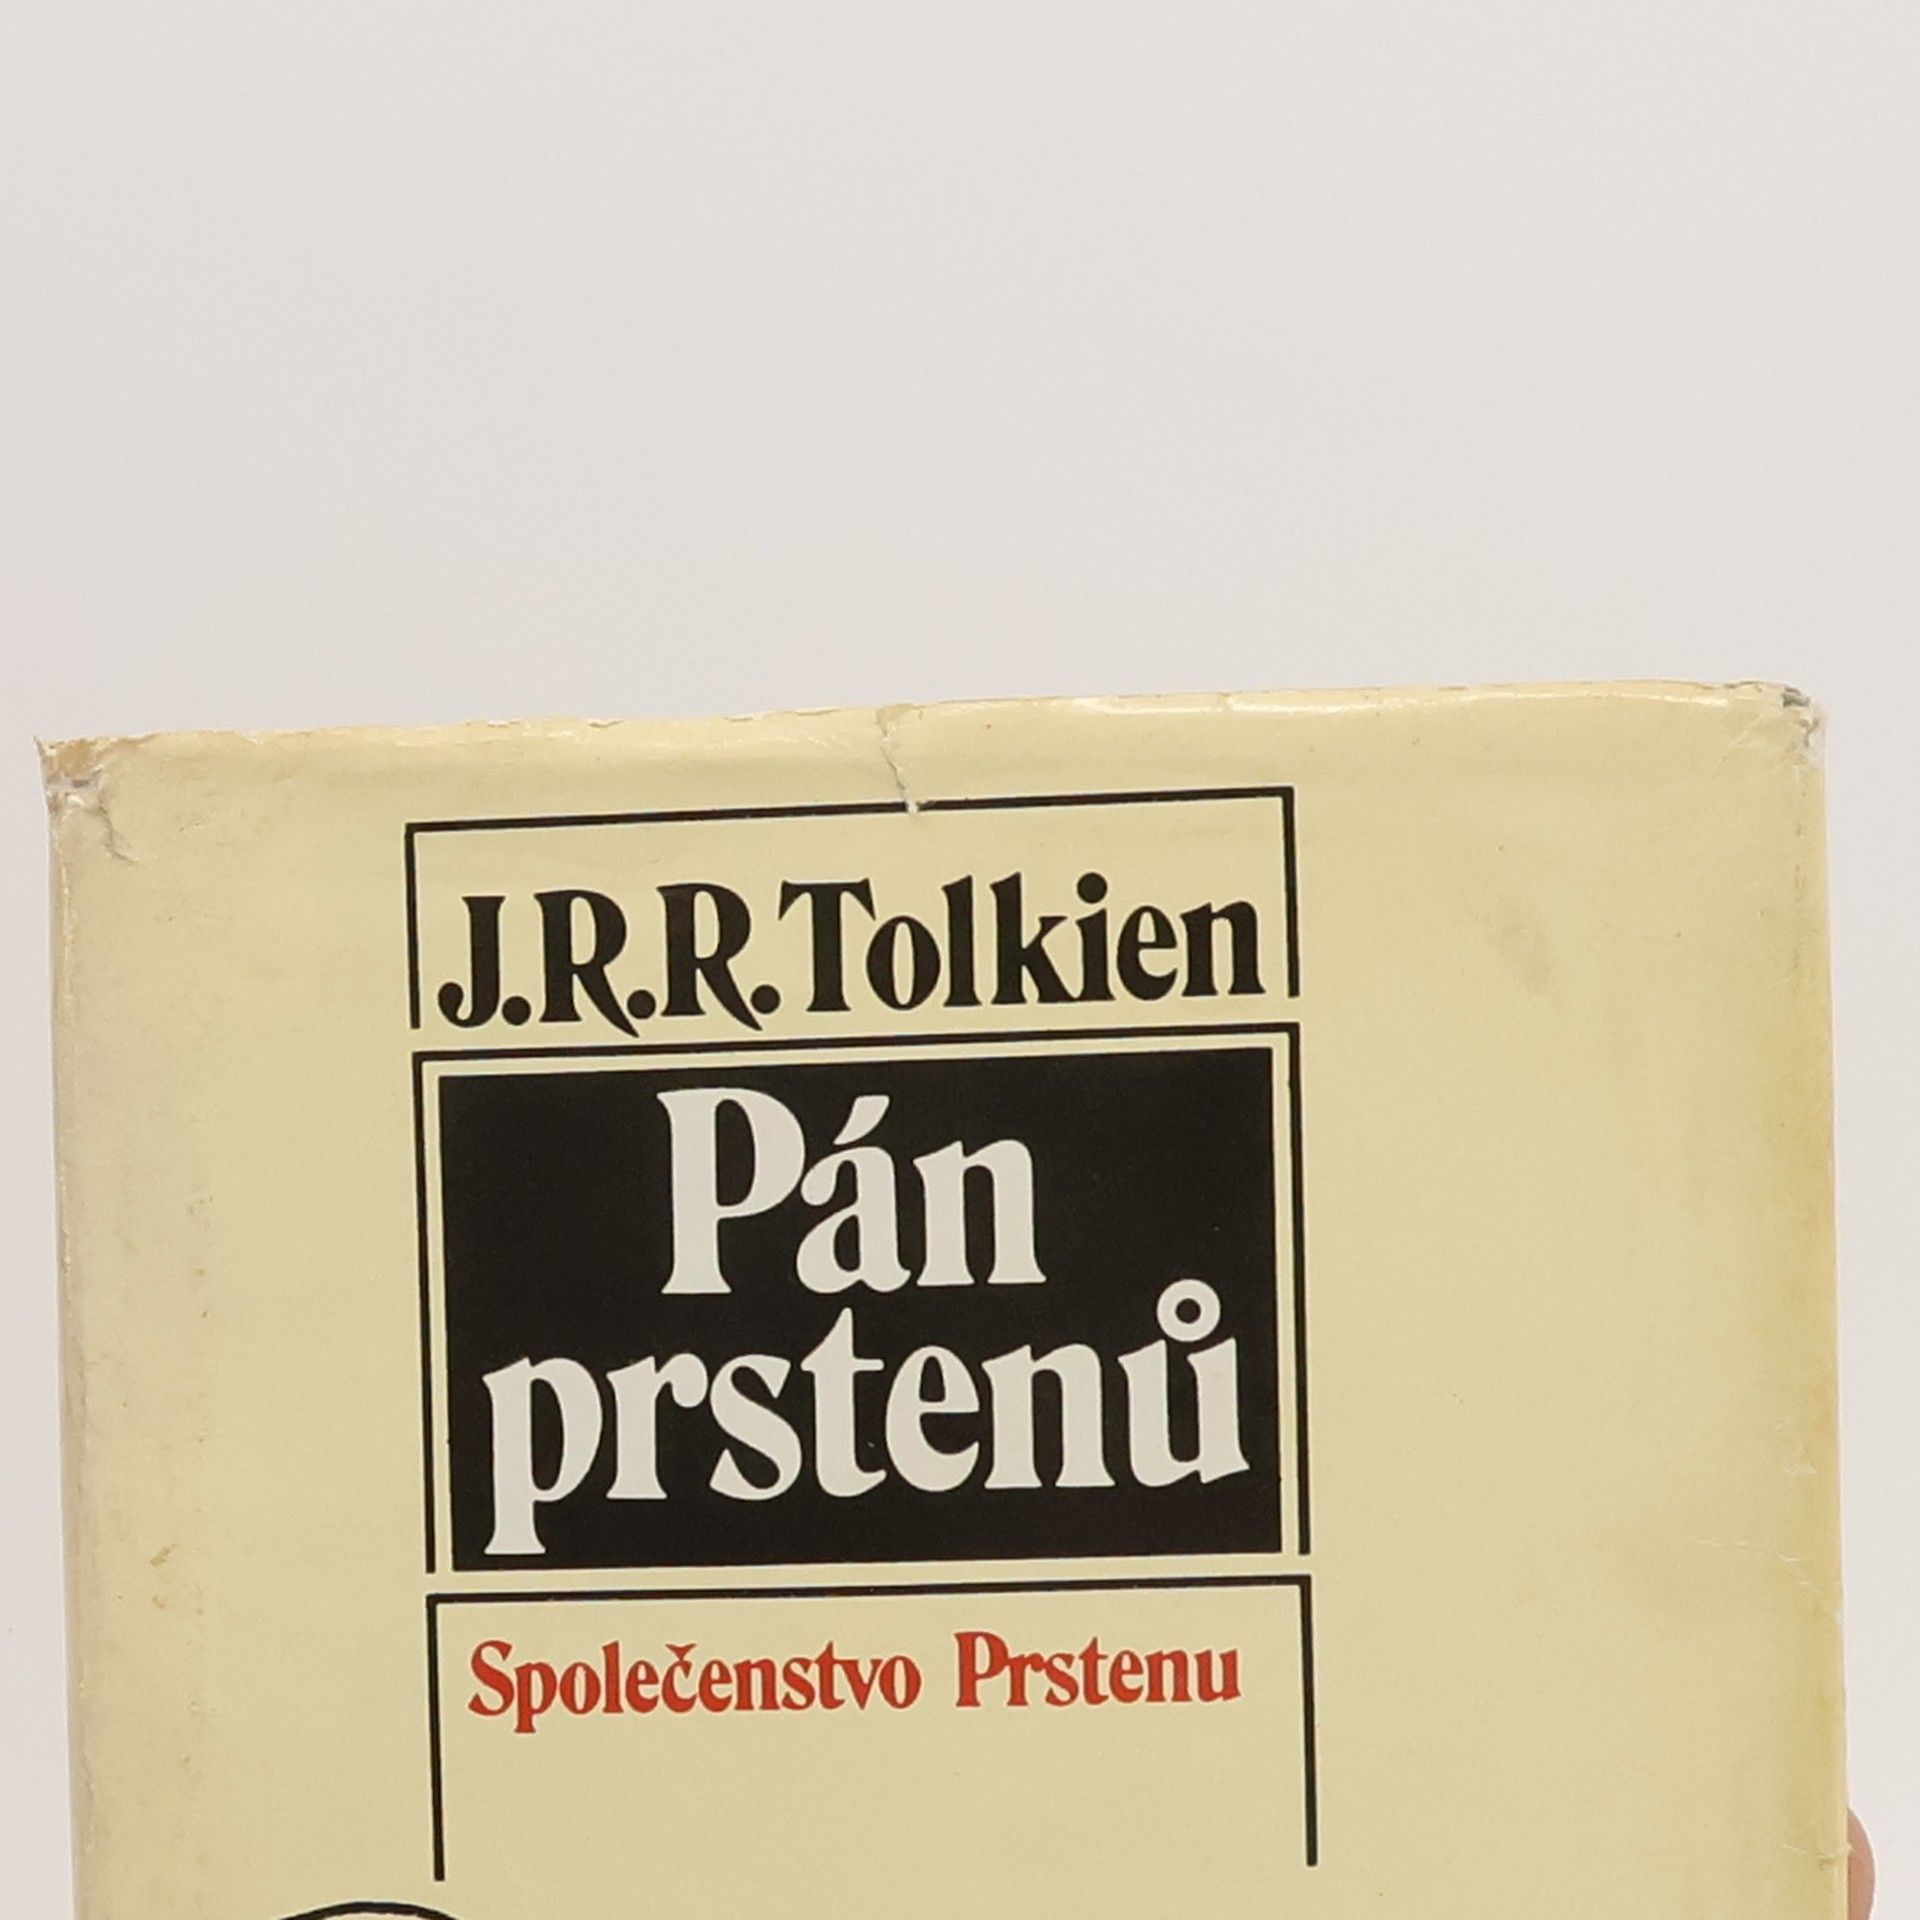 J.R.R.Tolkien
Pán
prstenů
Společenstvo Prstenu